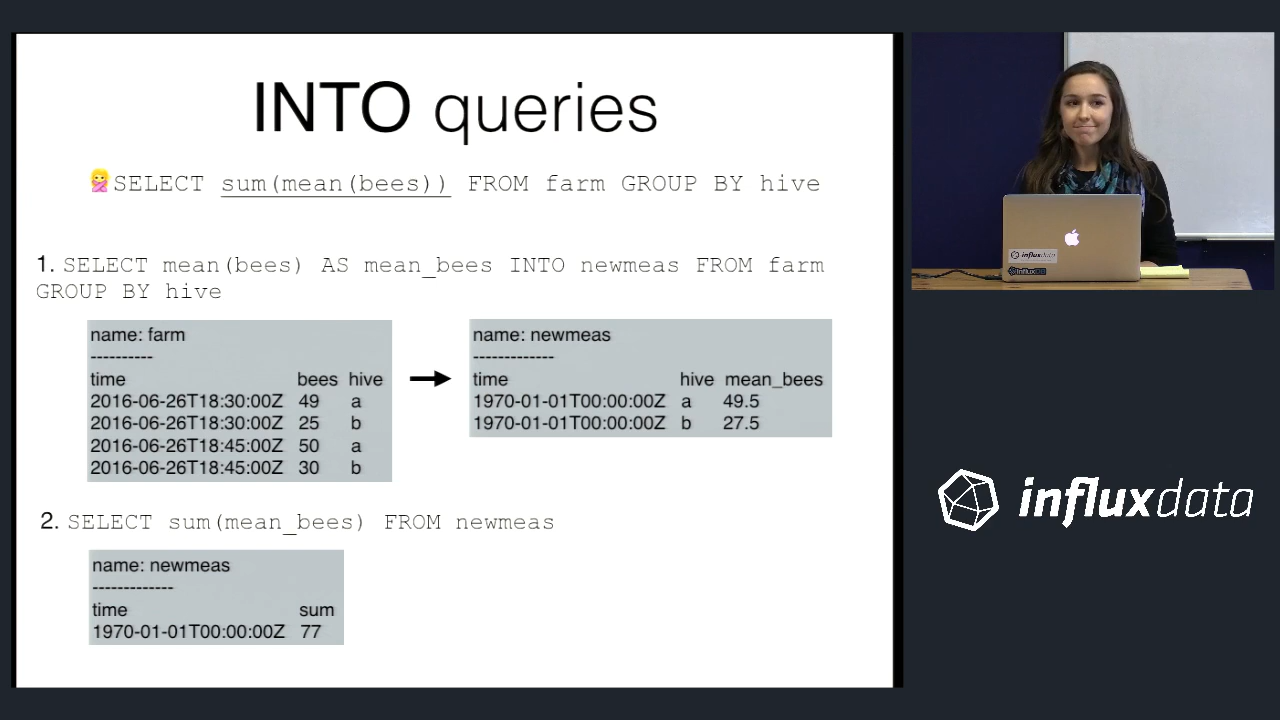 INTO queries
SELECT sum(mean(bees)) FROM farm GROUP BY hive
1. SELECT mean(bees) AS mean_bees INTO newmeas FROM farm
GROUP BY hive
name: farm
----------
time bees hive
2016-06-26T18:30:00Z 49 a
2016-06-26T18:30:00Z 25 b
2016-06-26T18:45:00Z 50 a
2016-06-26T18:45:00Z 30 b
name: newmeas
-------------
time hive mean_bees
1970-01-01T00:00:00Z a 49.5
1970-01-01T00:00:00Z b 27.5
2. SELECT sum(mean_bees) FROM newmeas
name: newmeas
-------------
time sum
1970-01-01T00:00:00Z 77
influxdata
influxdata
influxdata